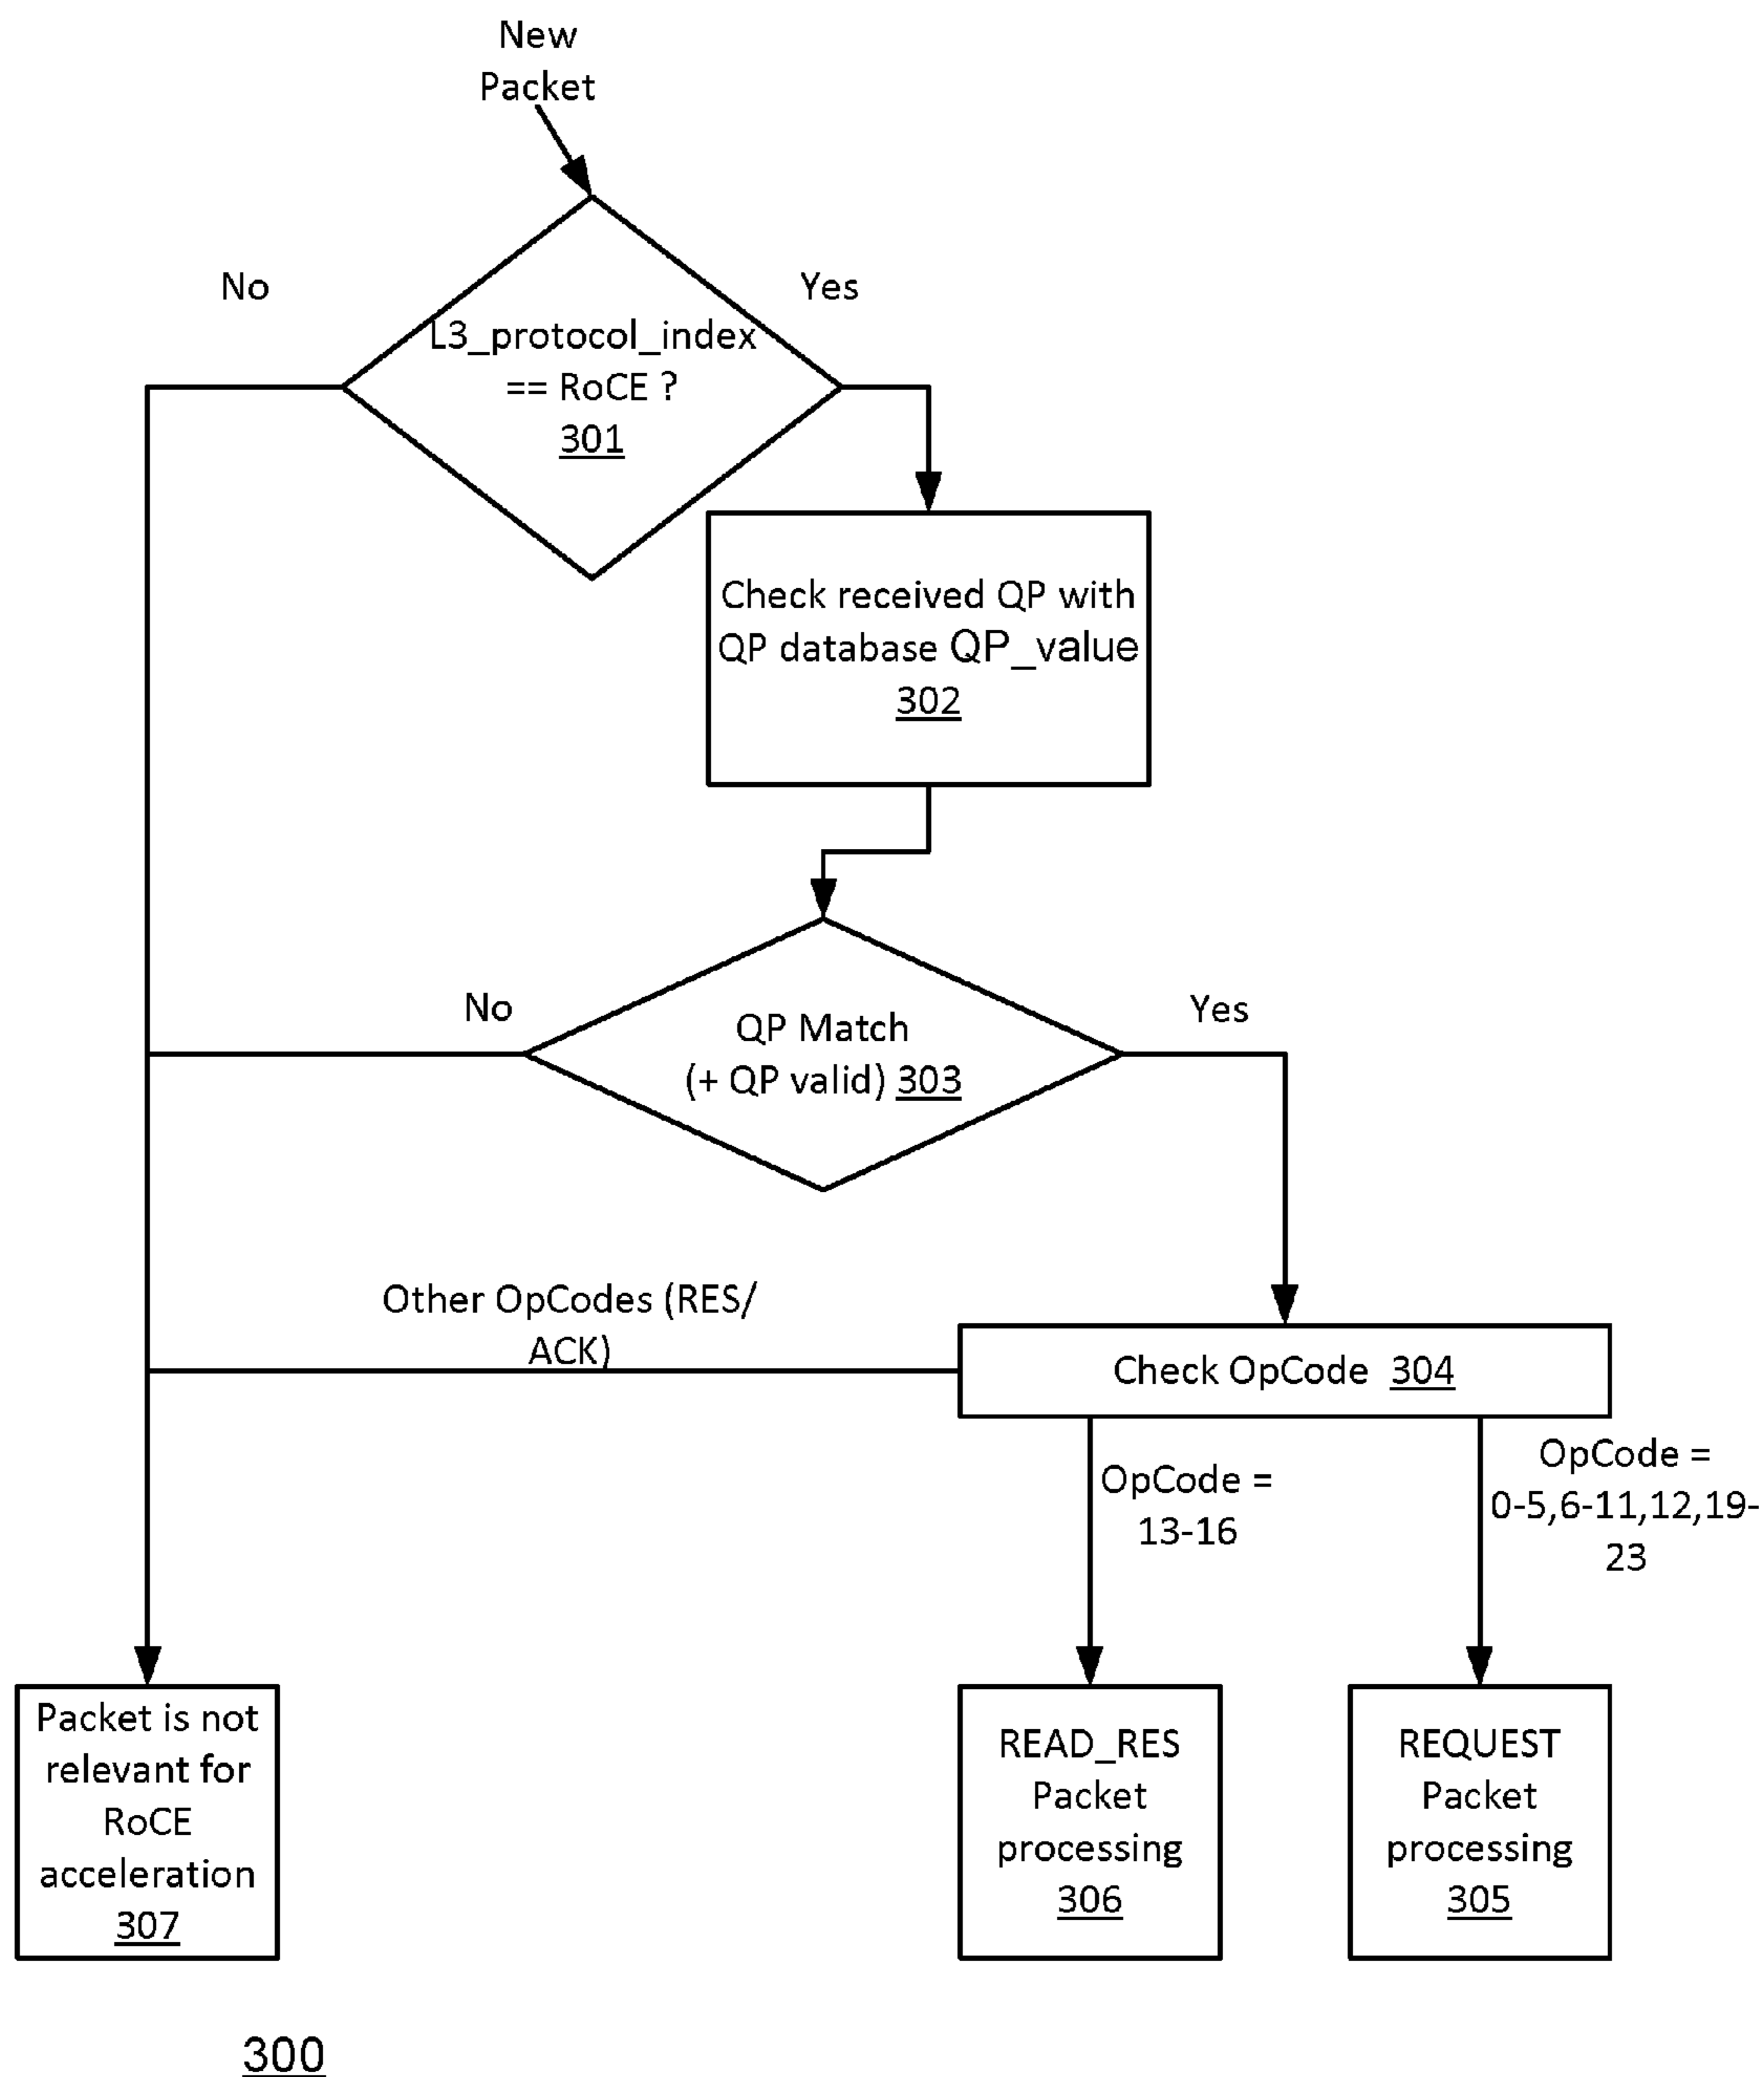 New
Packet
No
Yes
L3_protocol_index
== RoCE ?
301
Check received QP with
QP database QP_value
302
No
Yes
QP Match
(+ QP valid) 303
Other OpCodes (RES/
ACK)
Check OpCode 304
OpCode =
13-16
OpCode =
0-5,6-11,12,19-
23
Packet is not
relevant for
RoCE
acceleration
307
READ_RES
Packet
processing
306
REQUEST
Packet
processing
305
300